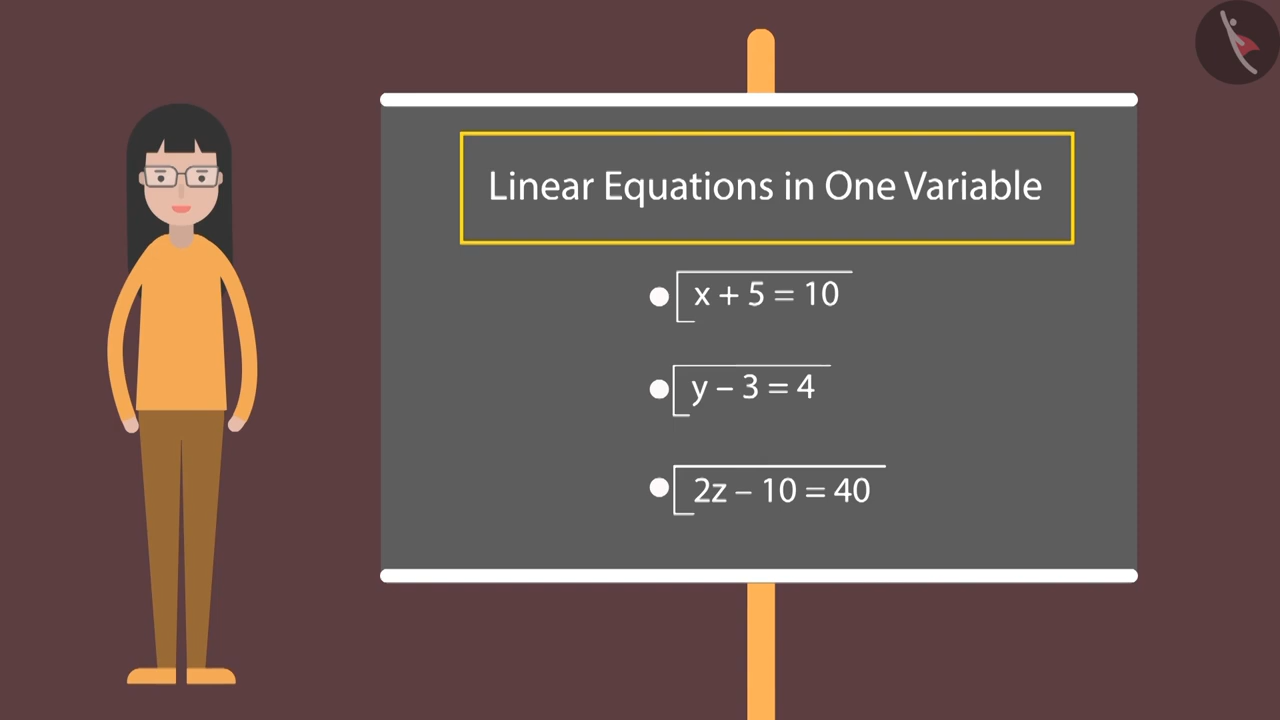 Linear Equations in One Variable
x + 5 = 10
y – 3 = 4
2z – 10 = 40